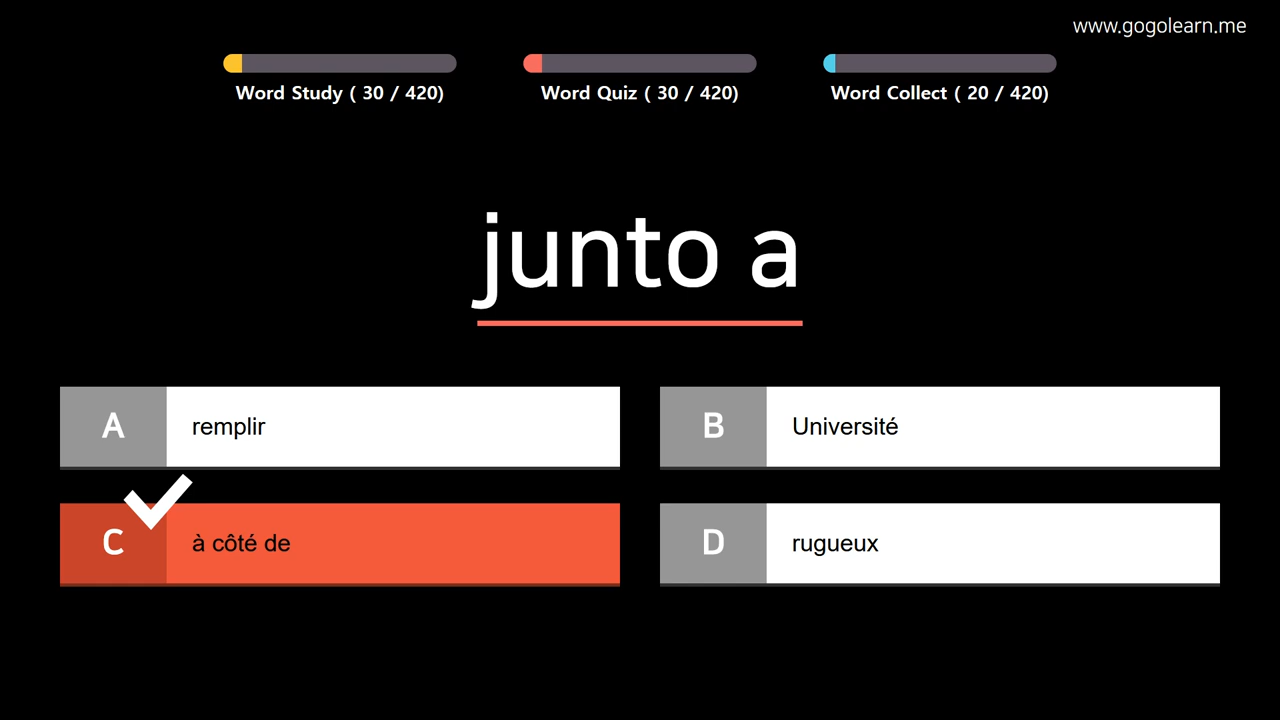 www.gogolearn.me
Word Study ( 30 / 420)
Word Quiz ( 30 / 420)
Word Collect ( 20 / 420)
junto a
A
remplir
B
Université
C
à côté de
D
rugueux